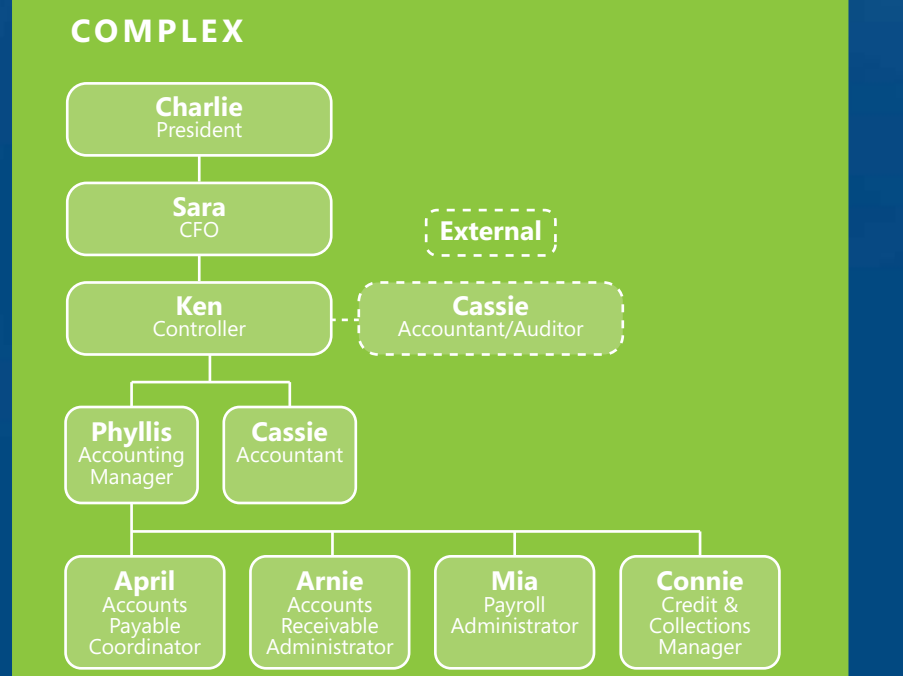 COMPLEX
Charlie
President
Sara
CFO
External
Ken
Controller
Cassie
Accountant/Auditor
Phyllis
Accounting
Manager
Cassie
Accountant
April
Accounts
Payable
Coordinator
Arnie
Accounts
Receivable
Administrator
Mia
Payroll
Administrator
Connie
Credit &
Collections
Manager